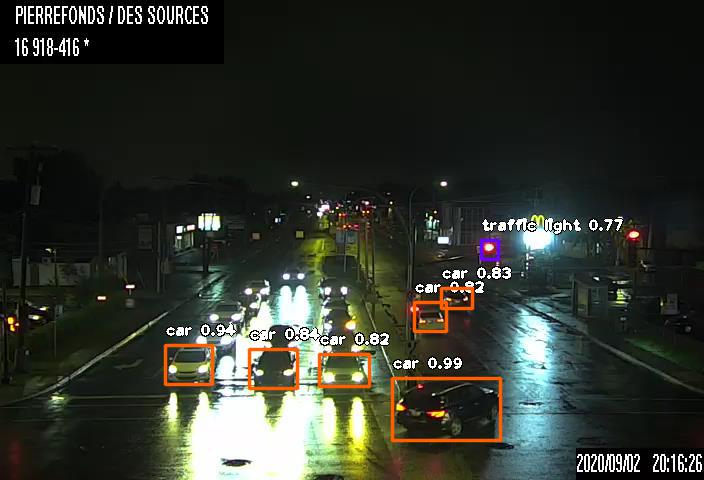 PIERREFONDS / DES SOURCES
16 918-416 *
traffic light 0.77
car 0.83
car 0.82
car 0.94
car 0.84
car 0.82
car 0.99
2020/09/02 20:16:26